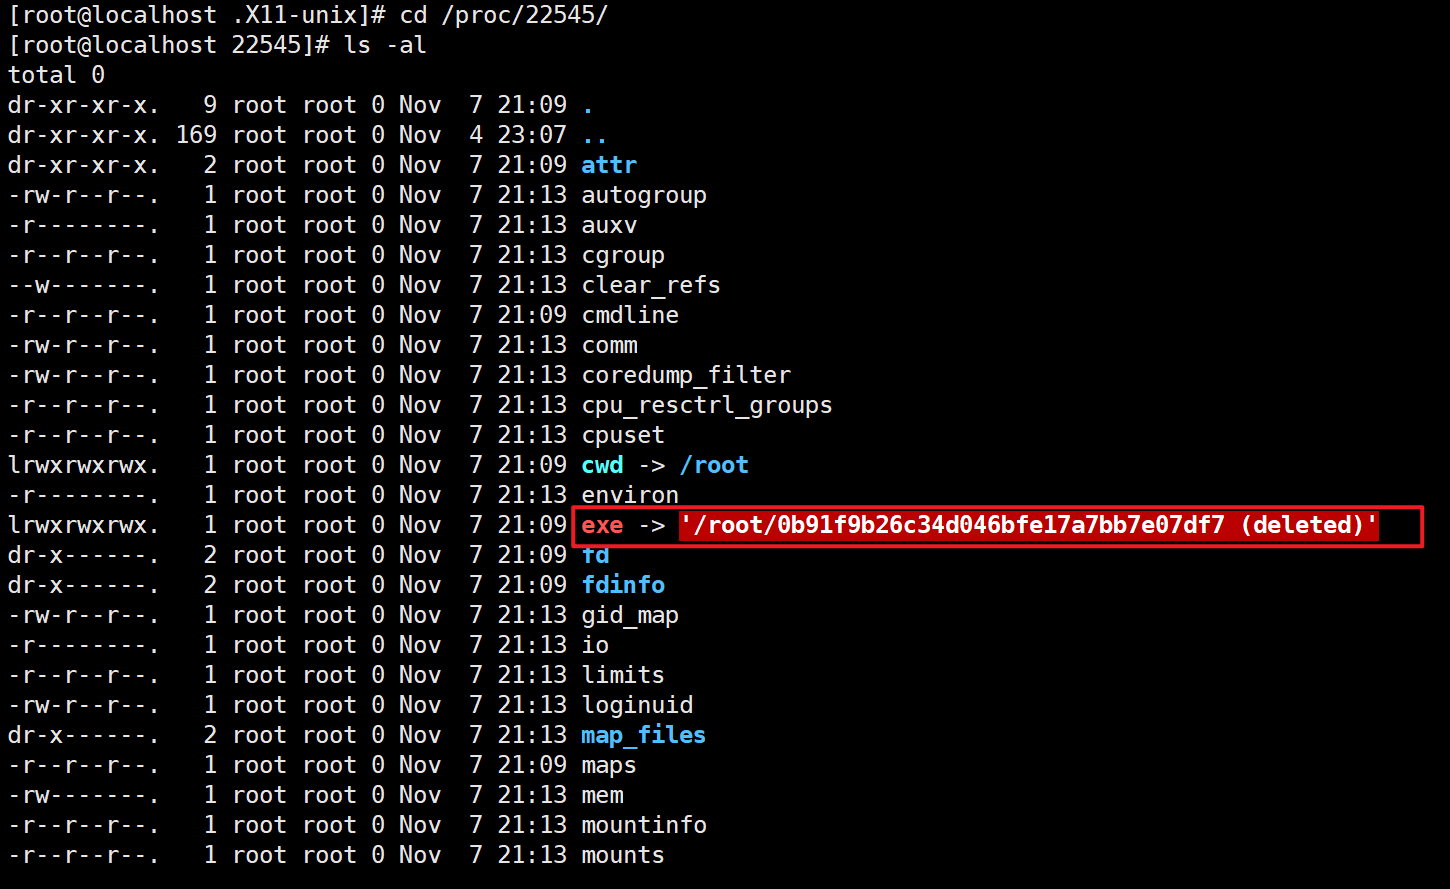 [root@localhost .X11-unix]# cd /proc/22545/
[root@localhost 22545]# ls -al
total 0
dr-xr-xr-x.   9 root root 0 Nov  7 21:09 .
dr-xr-xr-x. 169 root root 0 Nov  4 23:07 ..
dr-xr-xr-x.   2 root root 0 Nov  7 21:09 attr
-rw-r--r--.   1 root root 0 Nov  7 21:13 autogroup
-r--------.   1 root root 0 Nov  7 21:13 auxv
-r--r--r--.   1 root root 0 Nov  7 21:13 cgroup
--w-------.   1 root root 0 Nov  7 21:13 clear_refs
-r--r--r--.   1 root root 0 Nov  7 21:09 cmdline
-rw-r--r--.   1 root root 0 Nov  7 21:13 comm
-rw-r--r--.   1 root root 0 Nov  7 21:13 coredump_filter
-r--r--r--.   1 root root 0 Nov  7 21:13 cpu_resctrl_groups
-r--r--r--.   1 root root 0 Nov  7 21:13 cpuset
lrwxrwxrwx.   1 root root 0 Nov  7 21:09 cwd -> /root
-r--------.   1 root root 0 Nov  7 21:13 environ
lrwxrwxrwx.   1 root root 0 Nov  7 21:09 exe -> '/root/0b91f9b26c34d046bfe17a7bb7e07df7 (deleted)'
dr-x------.   2 root root 0 Nov  7 21:09 fd
dr-x------.   2 root root 0 Nov  7 21:09 fdinfo
-rw-r--r--.   1 root root 0 Nov  7 21:13 gid_map
-r--------.   1 root root 0 Nov  7 21:13 io
-r--r--r--.   1 root root 0 Nov  7 21:13 limits
-rw-r--r--.   1 root root 0 Nov  7 21:13 loginuid
dr-x------.   2 root root 0 Nov  7 21:13 map_files
-r--r--r--.   1 root root 0 Nov  7 21:09 maps
-rw-------.   1 root root 0 Nov  7 21:13 mem
-r--r--r--.   1 root root 0 Nov  7 21:13 mountinfo
-r--r--r--.   1 root root 0 Nov  7 21:13 mounts